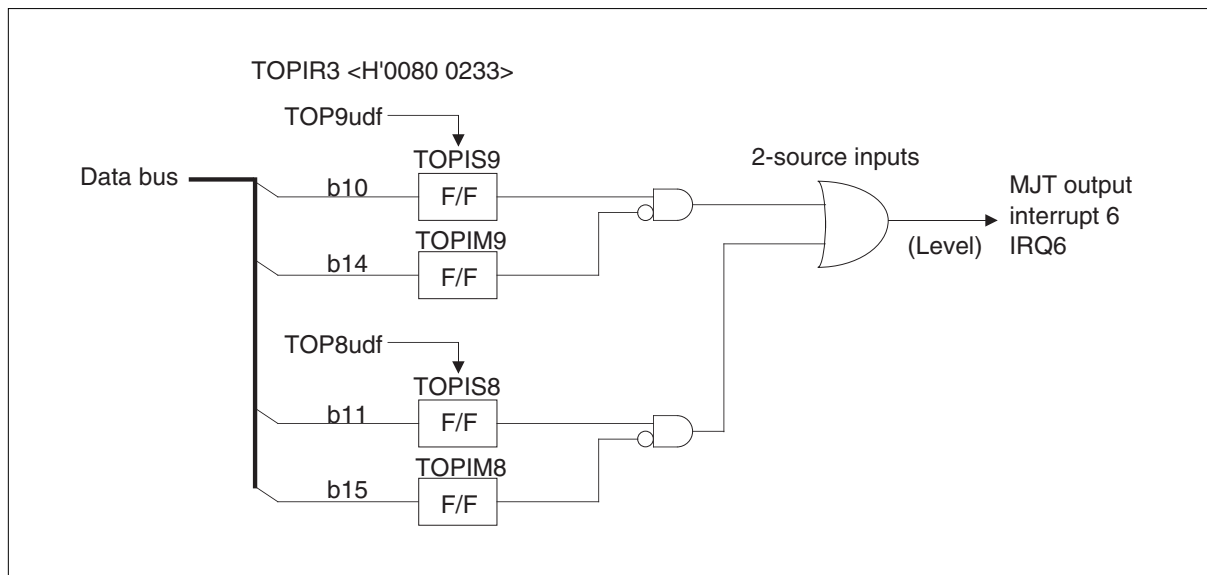 TOPIR3 <H'0080 0233>
TOP9udf
TOPIS9
2-source inputs
Data bus
b10
F/F
MJT output
interrupt 6
IRQ6
(Level)
TOPIM9
b14
F/F
TOP8udf
TOPIS8
b11
F/F
TOPIM8
b15
F/F